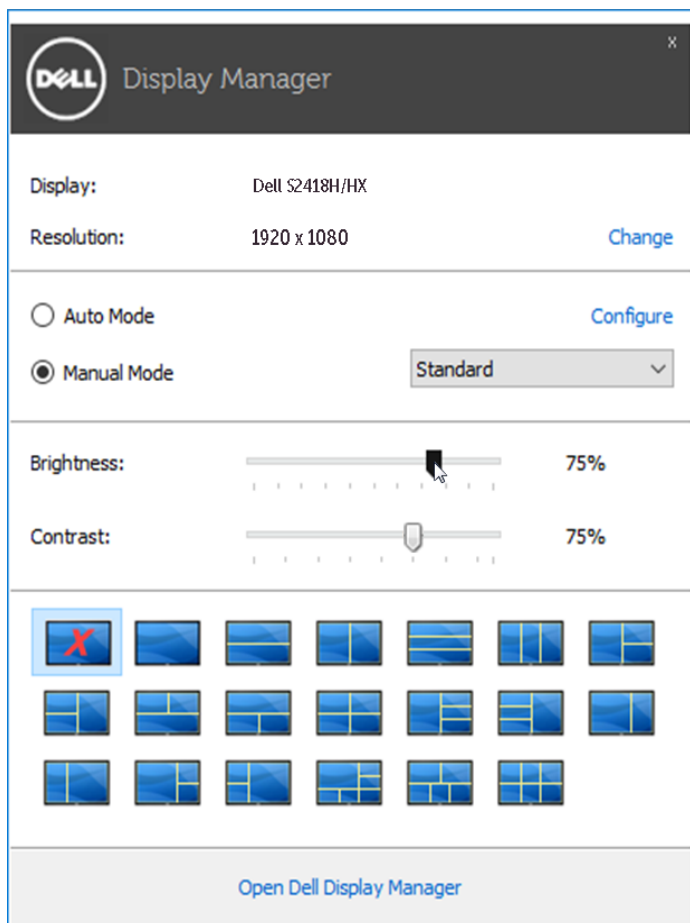 x
DELL Display Manager
Display: Dell S2418H/HX
Resolution: 1920 x 1080 Change
Auto Mode Configure
Manual Mode Standard
Brightness: 75%
Contrast: 75%
X
Open Dell Display Manager